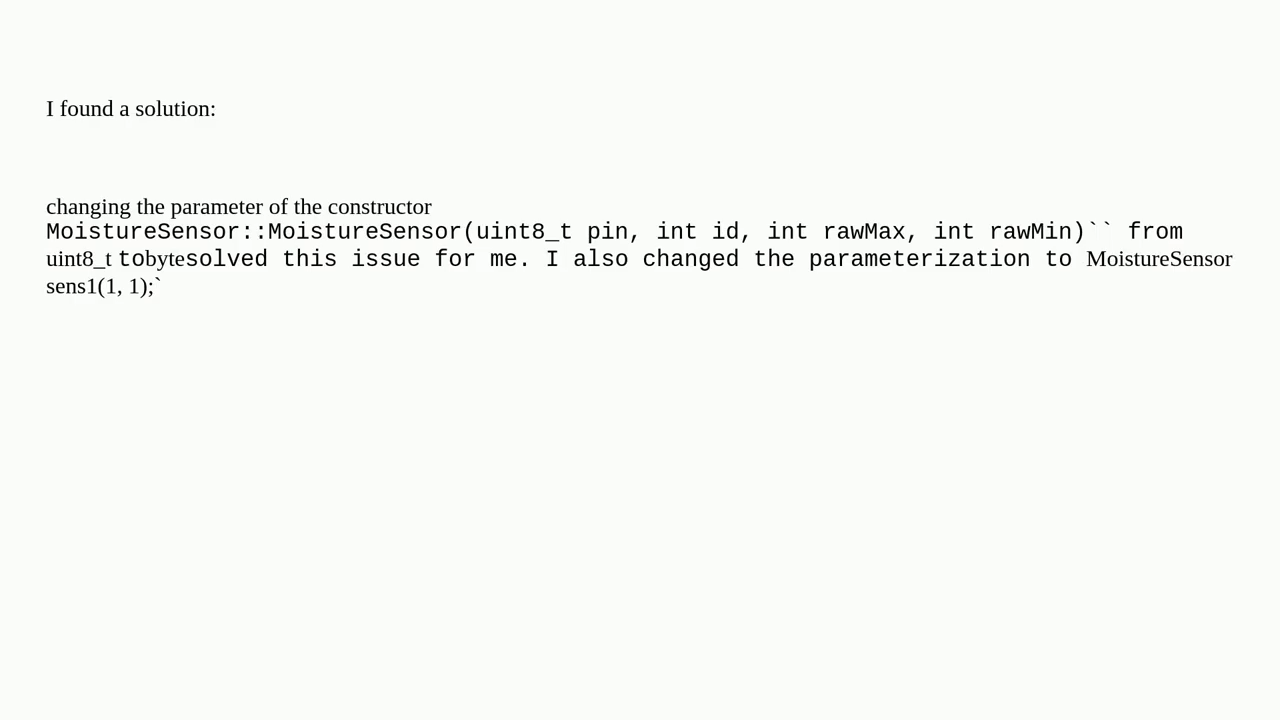 I found a solution:
changing the parameter of the constructor
MoistureSensor::MoistureSensor(uint8_t pin, int id, int rawMax, int rawMin)`` from
uint8_t tobytesolved this issue for me. I also changed the parameterization to MoistureSensor
sens1(1, 1);`